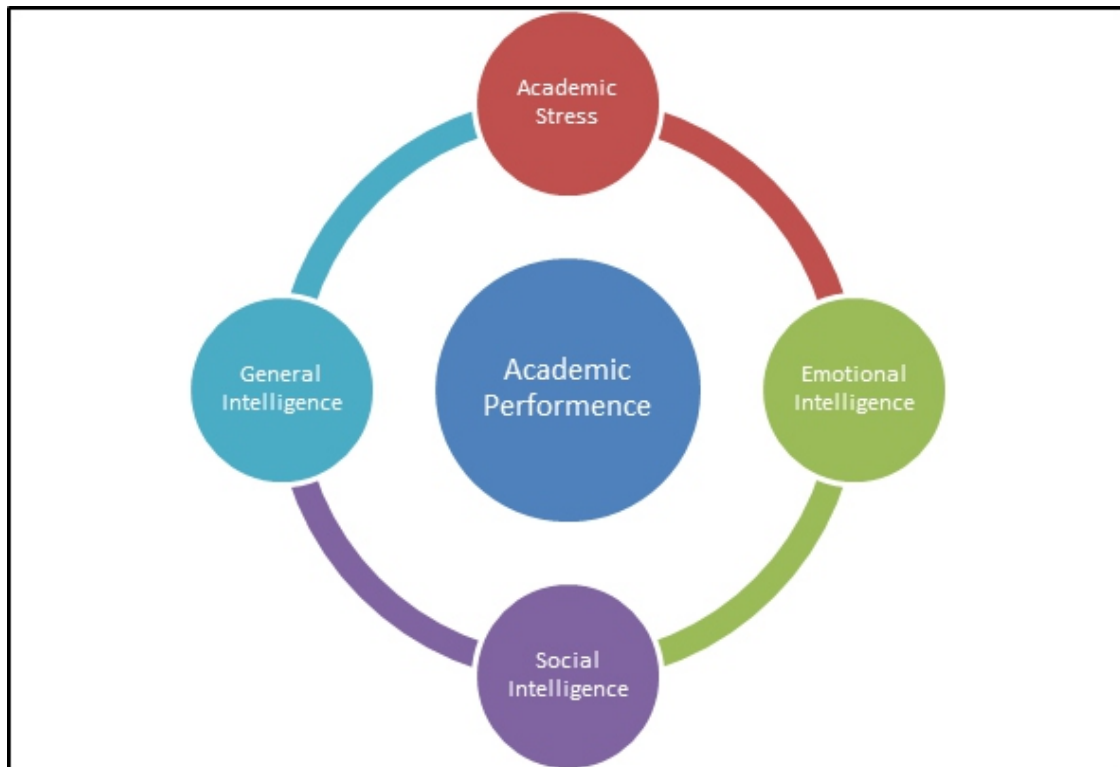 Academic
Stress
General
Intelligence
Academic
Performence
Emotional
Intelligence
Social
Intelligence